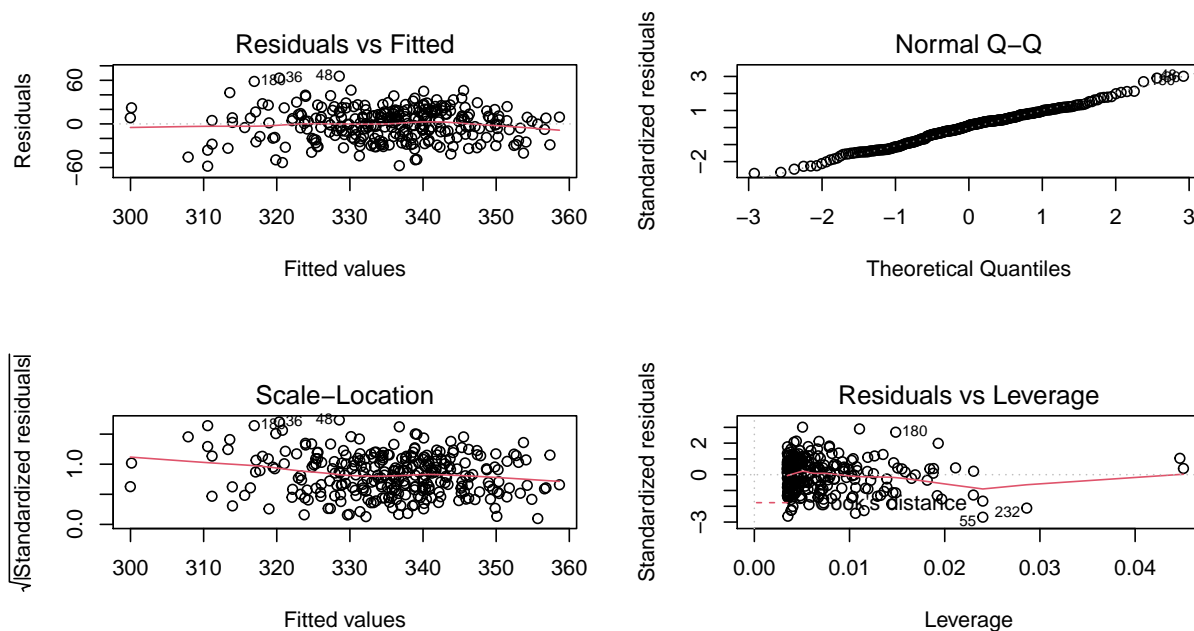 Residuals vs Fitted
Residuals
60
0
−60
180
36
48
300 310 320 330 340 350 360
Fitted values
Normal Q−Q
Standardized residuals
3
1
−2
48
−3 −2 −1 0 1 2 3
Theoretical Quantiles
Scale−Location
√|Standardized residuals|
1.0
0.0
180
36
48
300 310 320 330 340 350 360
Fitted values
Residuals vs Leverage
Standardized residuals
2
0
−3
180
Cook's distance
55
232
0.00 0.01 0.02 0.03 0.04
Leverage